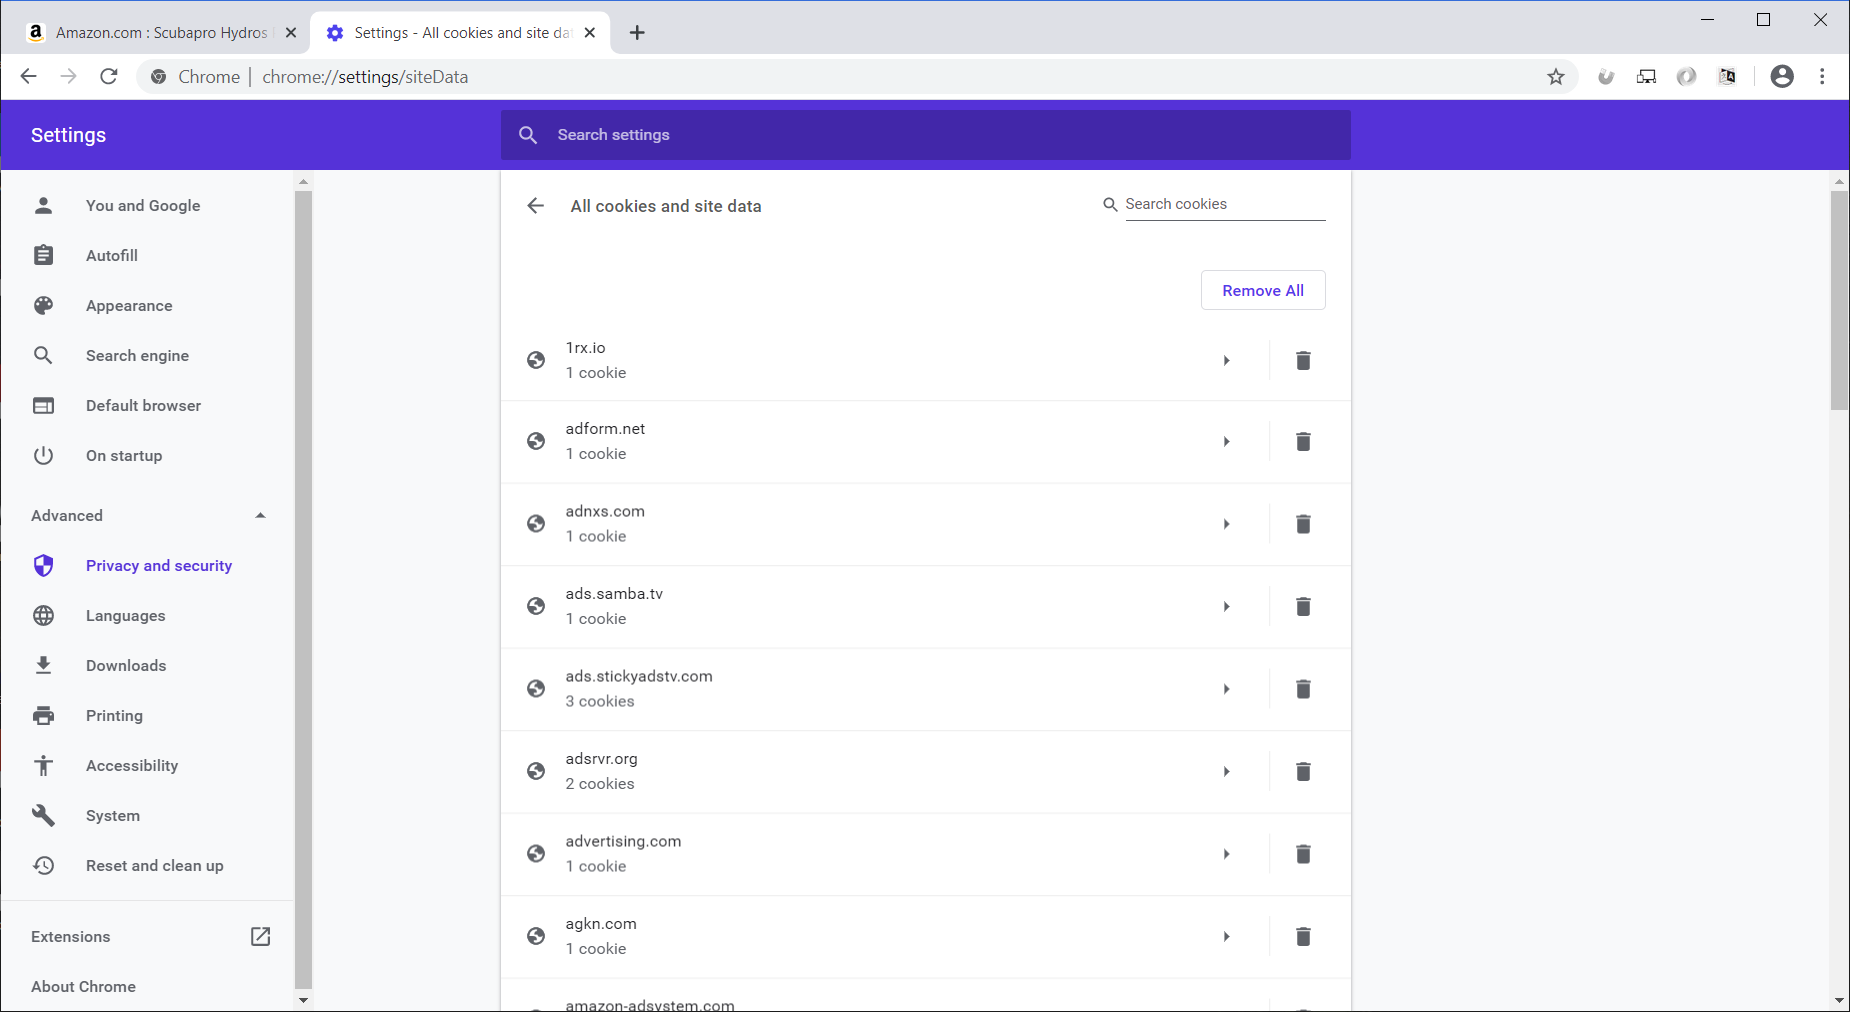 Amazon.com : Scubapro Hydros
Settings - All cookies and site dat
Chrome
chrome://settings/siteData
Settings
Search settings
You and Google
Autofill
Appearance
Search engine
Default browser
On startup
Advanced
Privacy and security
Languages
Downloads
Printing
Accessibility
System
Reset and clean up
Extensions
About Chrome
All cookies and site data
Search cookies
Remove All
1rx.io
1 cookie
adform.net
1 cookie
adnxs.com
1 cookie
ads.samba.tv
1 cookie
ads.stickyadstv.com
3 cookies
adsrvr.org
2 cookies
advertising.com
1 cookie
agkn.com
1 cookie
amazon-adsystem.com